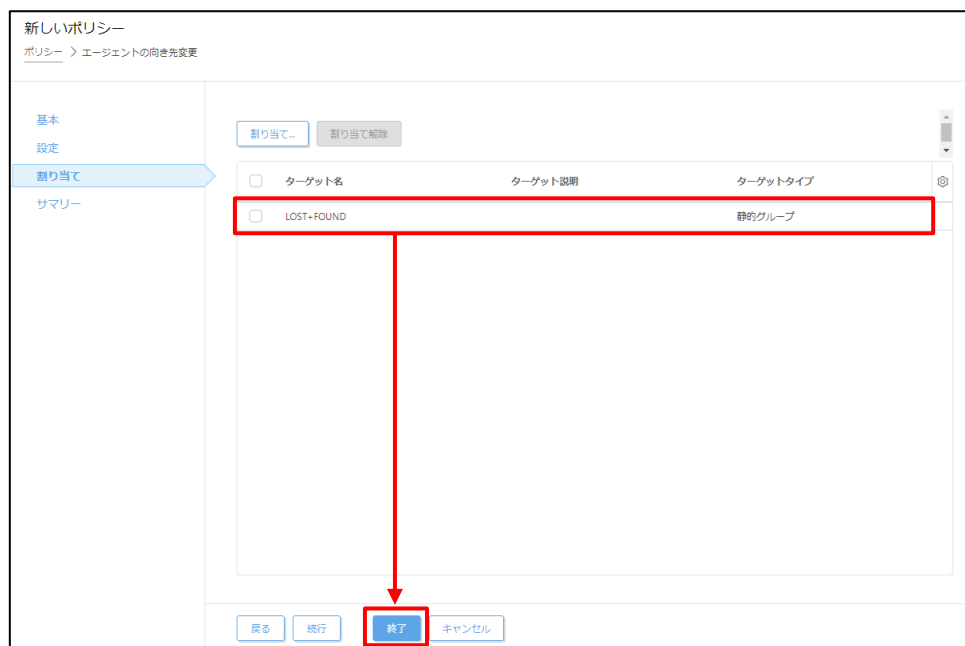 新しいポリシー
ポリシー > エージェントの向き先変更
基本
設定
割り当て
サマリー
割り当て... 割り当て解除
ターゲット名 ターゲット説明 ターゲットタイプ
LOST+FOUND 静的グループ
戻る 続行 終了 キャンセル